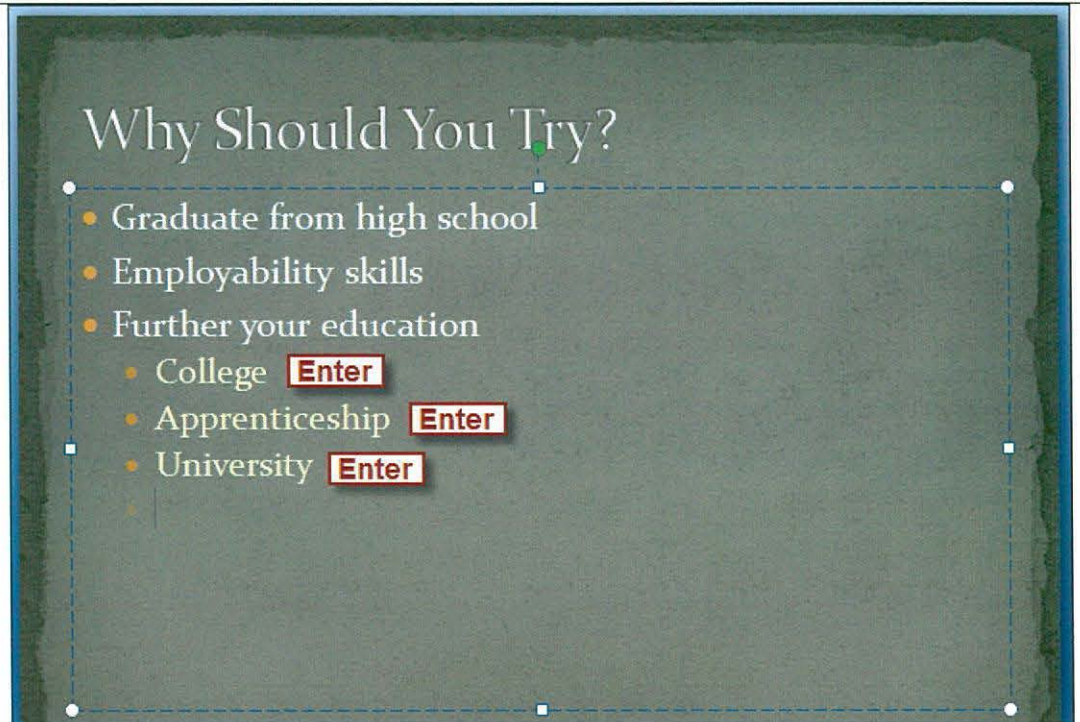 Why Should You Try?
Graduate from high school
Employability skills
Further your education
College Enter
Apprenticeship Enter
University Enter